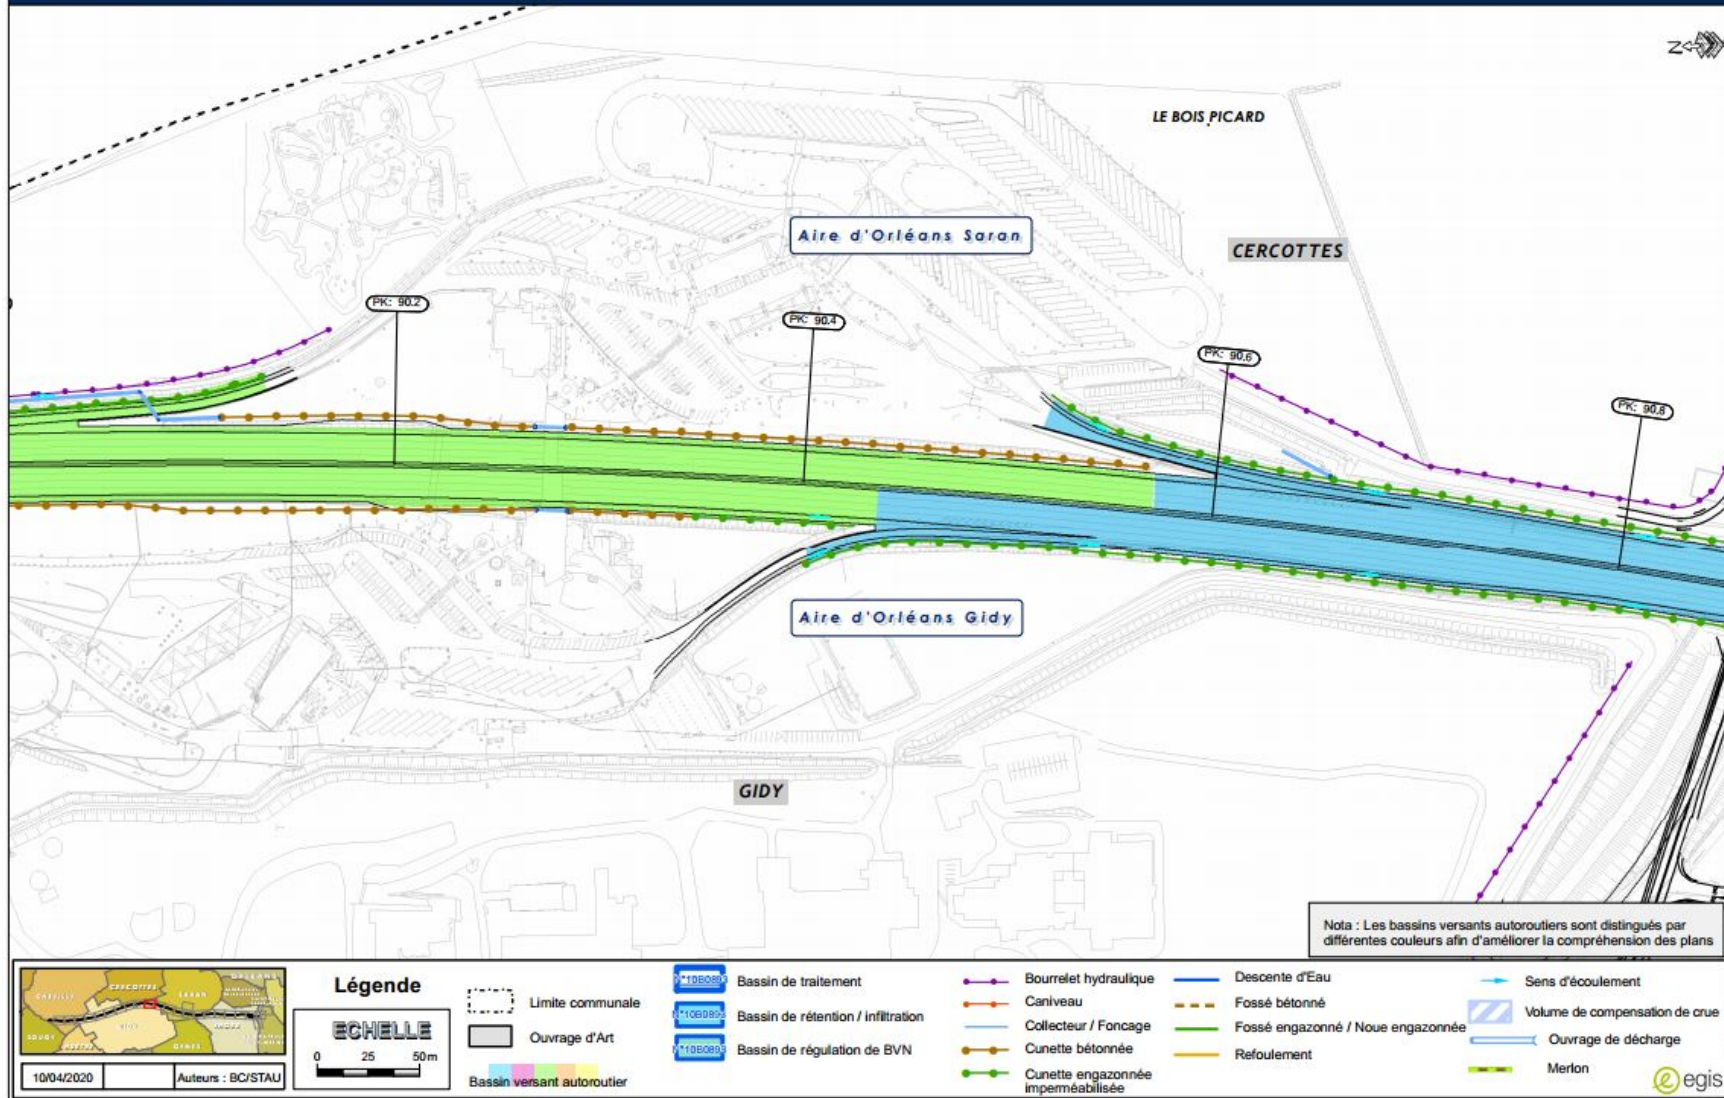 N
LE BOIS PICARD
Aire d'Orléans Saran
CERCOTTES
PK: 90.2
PK: 90.4
PK: 90.6
PK: 90.8
Aire d'Orléans Gidy
GIDY
Nota : Les bassins versants autoroutiers sont distingués par
différentes couleurs afin d'améliorer la compréhension des plans
CERCOTTES
SARAN
10/04/2020
Auteurs : BC/STAU
Légende
ECHELLE
0 25 50m
Limite communale
Ouvrage d'Art
Bassin versant autoroutier
Bassin de traitement
Bassin de rétention / infiltration
Bassin de régulation de BVN
Bourrelet hydraulique
Caniveau
Collecteur / Foncage
Cunette bétonnée
Cunette engazonnée
imperméabilisée
Descente d'Eau
Fossé bétonné
Fossé engazonné / Noue engazonnée
Refoulement
Sens d'écoulement
Volume de compensation de crue
Ouvrage de décharge
Merlon
egis